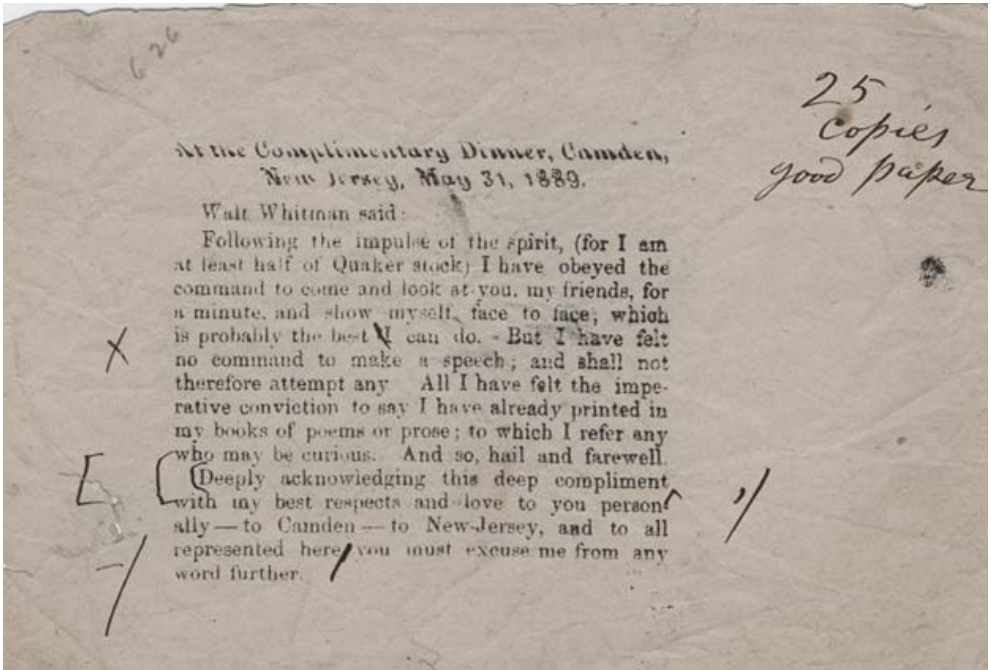 626
25
copies
good paper
At the Complimentary Dinner, Camden,
New Jersey, May 31, 1889.
Walt Whitman said:
Following the impulse of the spirit, (for I am
at least half of Quaker stock) I have obeyed the
command to come and look at you, my friends, for
a minute, and show myself, face to face; which
is probably the best I can do. - But I have felt
no command to make a speech; and shall not
therefore attempt any All I have felt the impe-
rative conviction to say I have already printed in
my books of poems or prose; to which I refer any
who may be curious. And so, hail and farewell.
Deeply acknowledging this deep compliment
with my best respects and love to you person
ally — to Camden — to New-Jersey, and to all
represented here you must excuse me from any
word further.